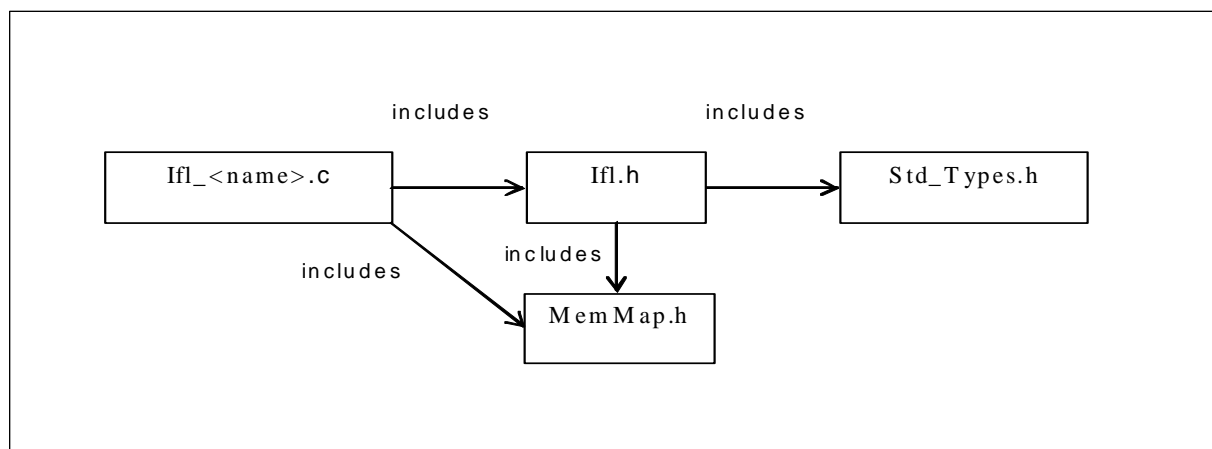 includes
includes
Ifl_<name>.c
Ifl.h
Std_Types.h
includes
includes
MemMap.h